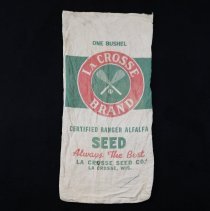 ONE BUSHEL
LA CROSSE
BRAND
CERTIFIED RANGER ALFALFA
SEED
Always The Best
LA CROSSE SEED CO.
LA CROSSE, WIS.